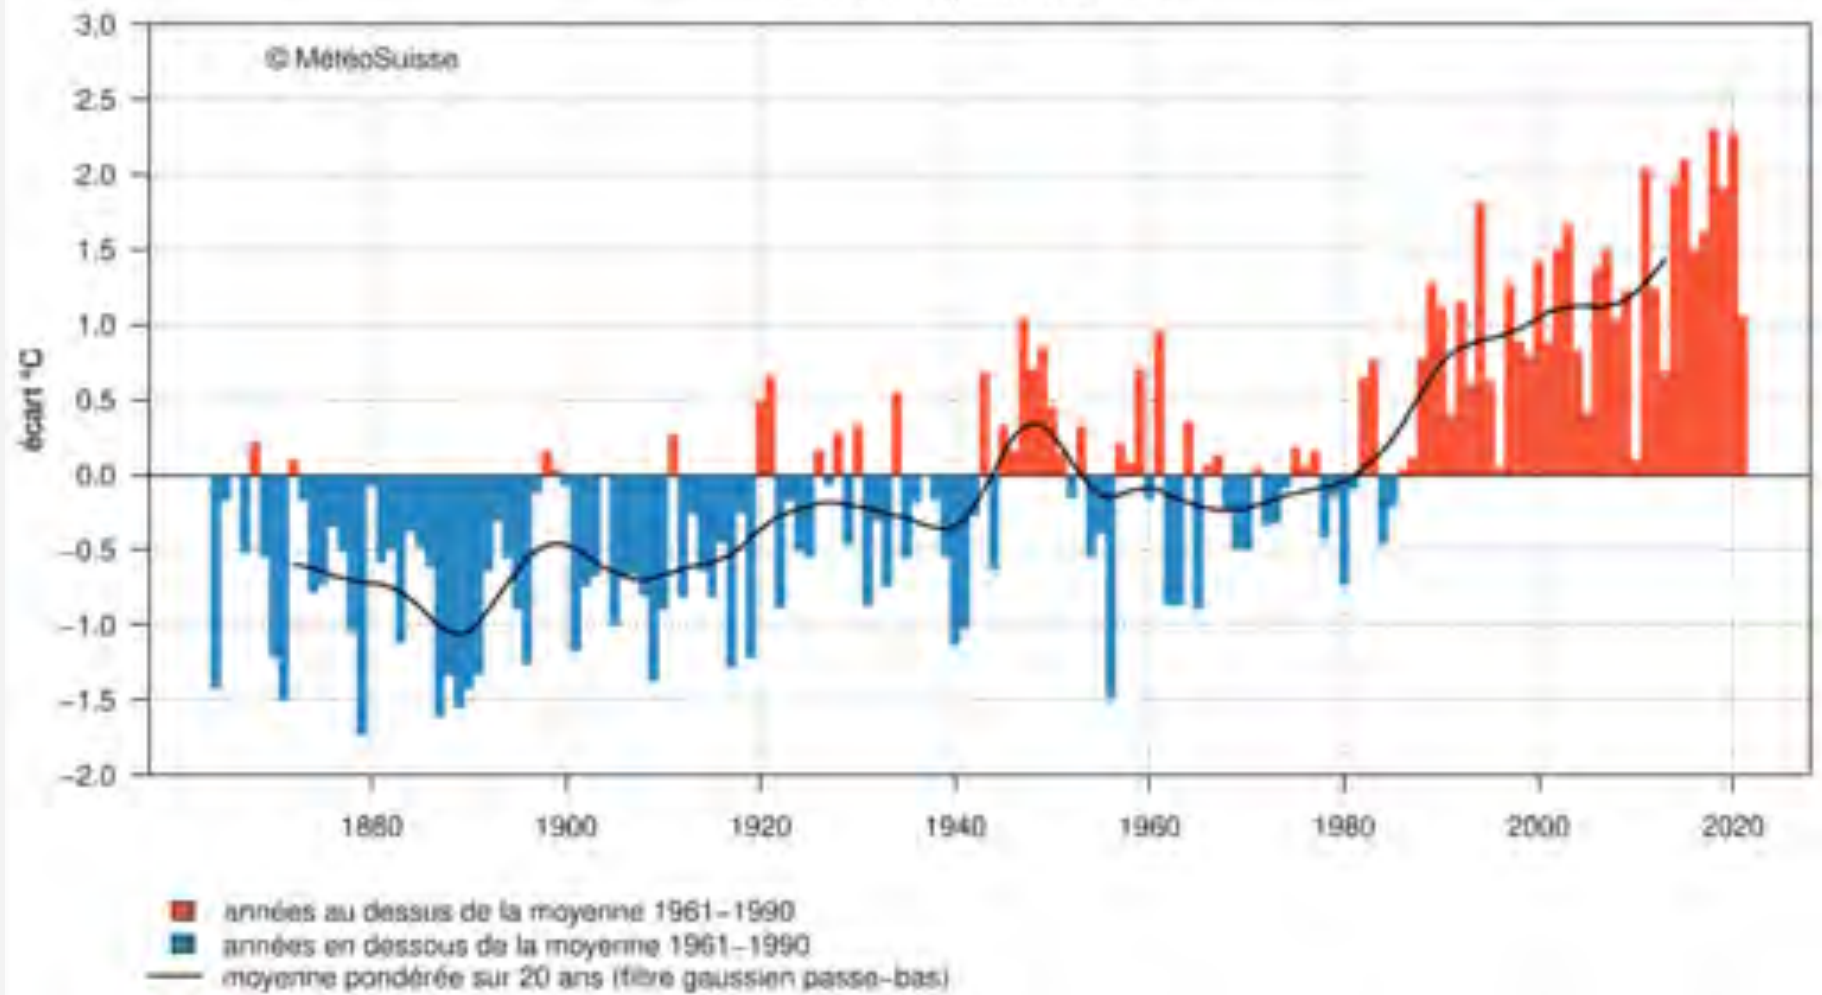 3.0
© MétéoSuisse
2.5
2.0
1.5
1.0
0.5
0.0
−0.5
−1.0
−1.5
−2.0
écart °C
1880 1900 1920 1940 1960 1980 2000 2020
années au dessus de la moyenne 1961−1990
années en dessous de la moyenne 1961−1990
moyenne pondérée sur 20 ans (filtre gaussien passe−bas)